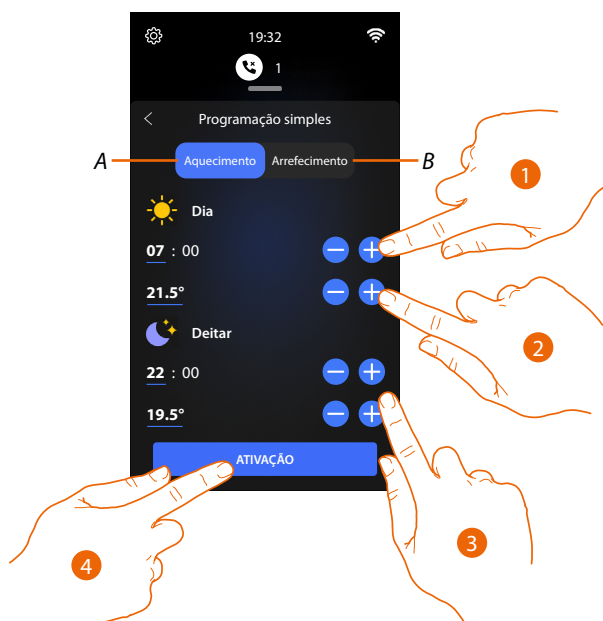 19:32
1
Programação simples
A
Aquecimento
Arrefecimento
B
1
Dia
07 : 00
21.5°
2
Deitar
22 : 00
19.5°
ATIVAÇÃO
3
4